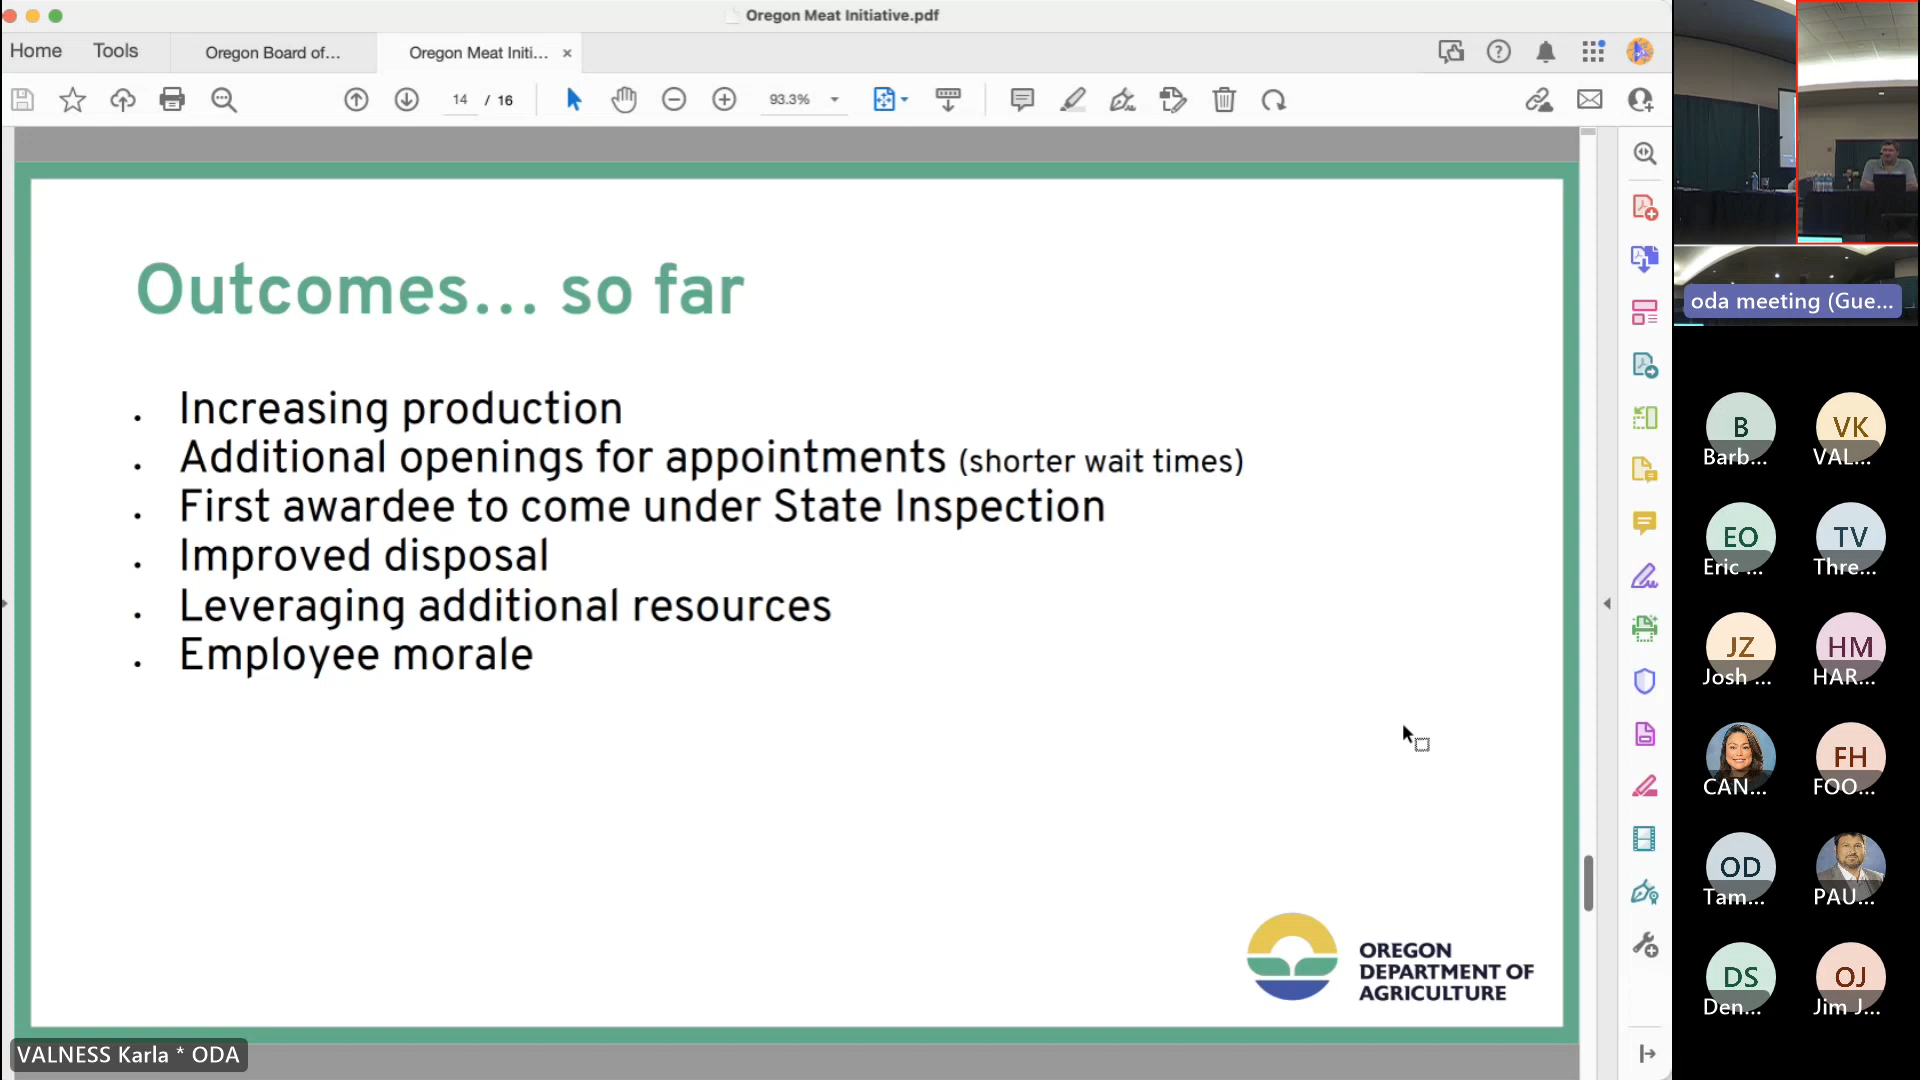 Oregon Meat Initiative.pdf
Home
Tools
Oregon Board of...
Oregon Meat Initi...
×
14 / 16
93.3%
Outcomes... so far
• Increasing production
• Additional openings for appointments (shorter wait times)
• First awardee to come under State Inspection
• Improved disposal
• Leveraging additional resources
• Employee morale
OREGON
DEPARTMENT OF
AGRICULTURE
VALNESS Karla * ODA
oda meeting (Gue...
B
Barb...
VK
VAL...
EO
Eric ...
TV
Thre...
JZ
Josh ...
HM
HAR...
CAN...
FH
FOO...
OD
Tam...
PAU...
DS
Den...
OJ
Jim J...